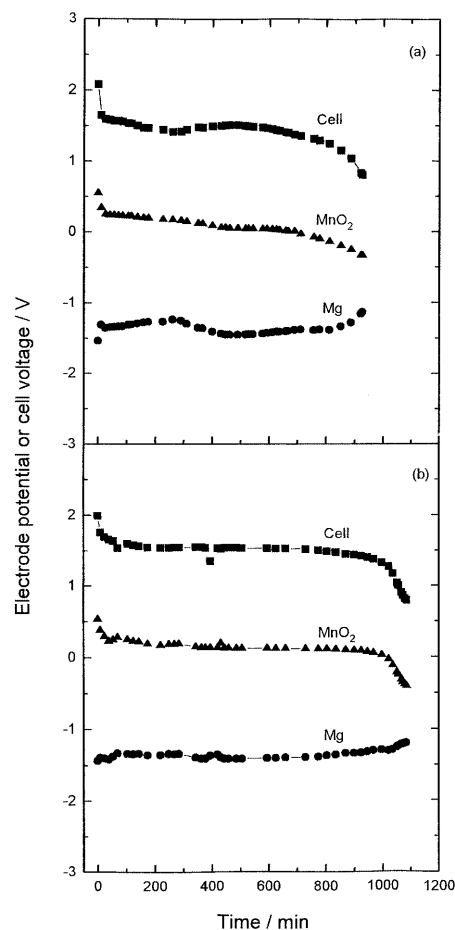 3
(a)
2
Cell
1
MnO2
0
Mg
-1
-2
-3
(b)
2
Cell
1
MnO2
0
Mg
-1
-2
-3
0 200 400 600 800 1000 1200
Time / min
Electrode potential or cell voltage / V